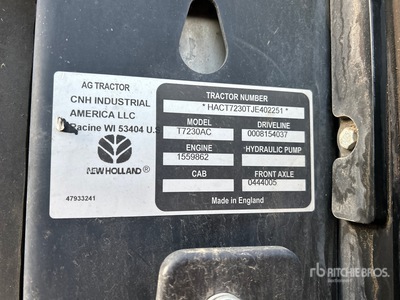 AG TRACTOR
CNH INDUSTRIAL
AMERICA LLC
Racine WI 53404 U.S
NEW HOLLAND
47933241
TRACTOR NUMBER
* HACT7230TJE402251 *
MODEL DRIVELINE
T7230AC 0008154037
ENGINE HYDRAULIC PUMP
1559862
CAB FRONT AXLE
0444005
Made in England
rb RITCHIE BROS.